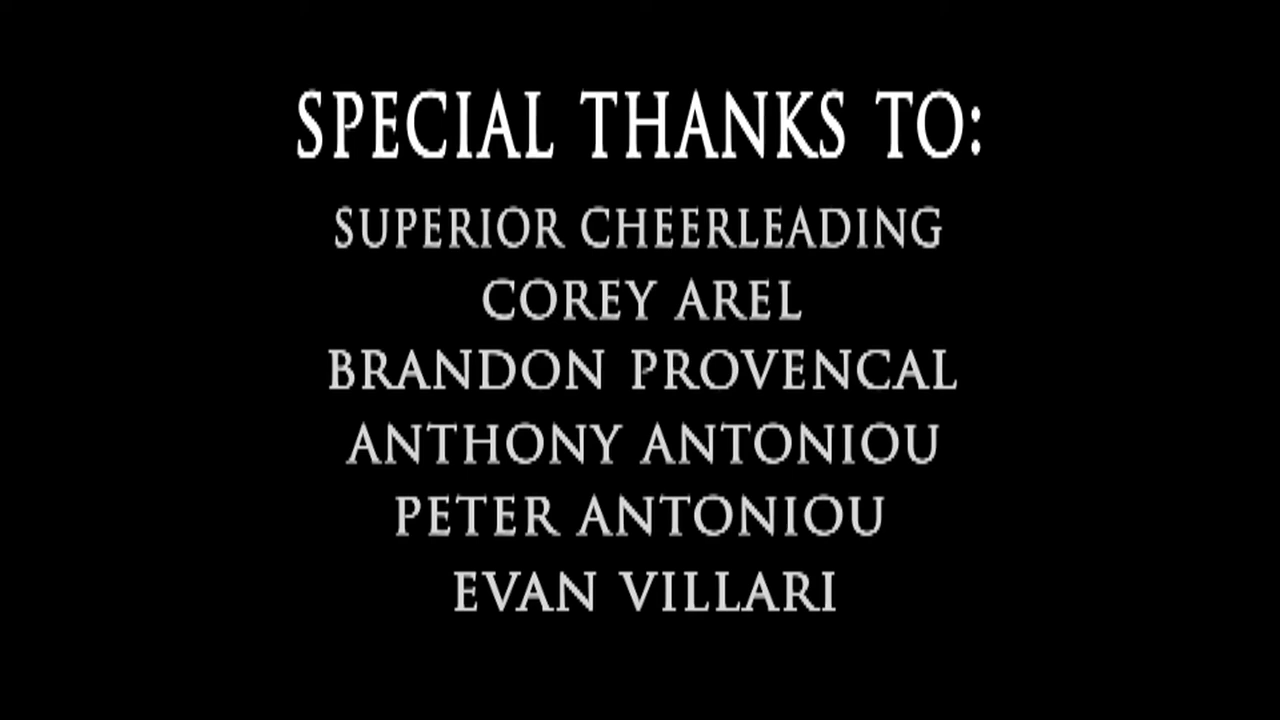 SPECIAL THANKS TO:
SUPERIOR CHEERLEADING
COREY AREL
BRANDON PROVENCAL
ANTHONY ANTONIOU
PETER ANTONIOU
EVAN VILLARI